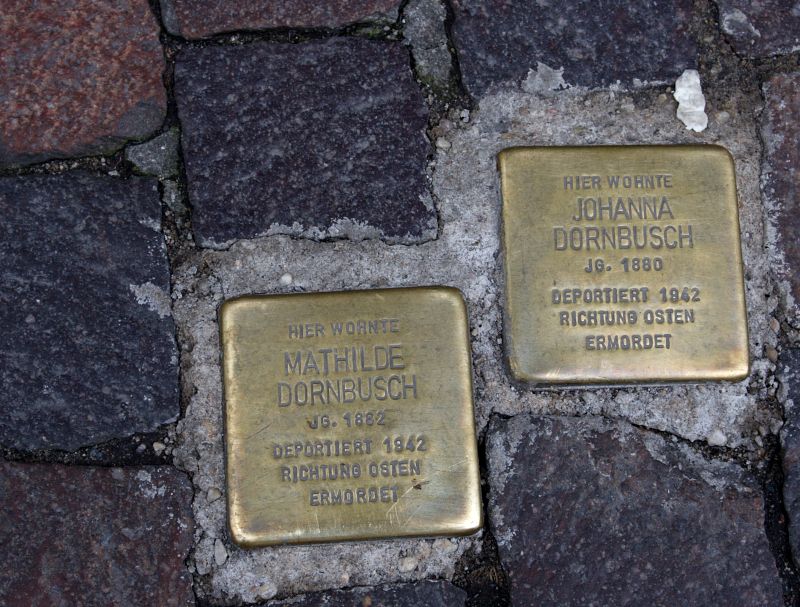 HIER WOHNTE
MATHILDE
DORNBUSCH
JG. 1882
DEPORTIERT 1942
RICHTUNG OSTEN
ERMORDET
HIER WOHNTE
JOHANNA
DORNBUSCH
JG. 1880
DEPORTIERT 1942
RICHTUNG OSTEN
ERMORDET